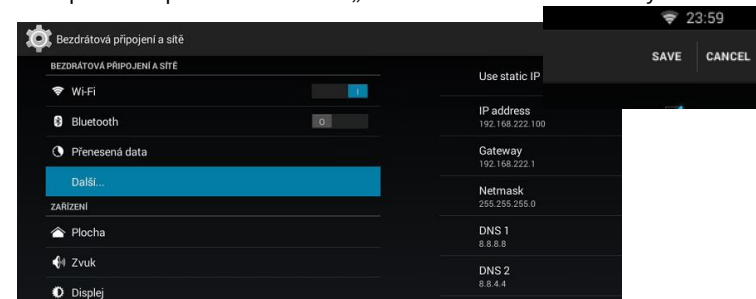 23:59
SAVE
CANCEL
Bezdrátová připojení a sítě
BEZDRÁTOVÁ PŘIPOJENÍ A SÍTĚ
Wi-Fi
I
Bluetooth
O
Přenesená data
Další...
ZAŘÍZENÍ
Plocha
Zvuk
Displej
Use static IP
IP address
192.168.222.100
Gateway
192.168.222.1
Netmask
255.255.255.0
DNS 1
8.8.8.8
DNS 2
8.8.4.4